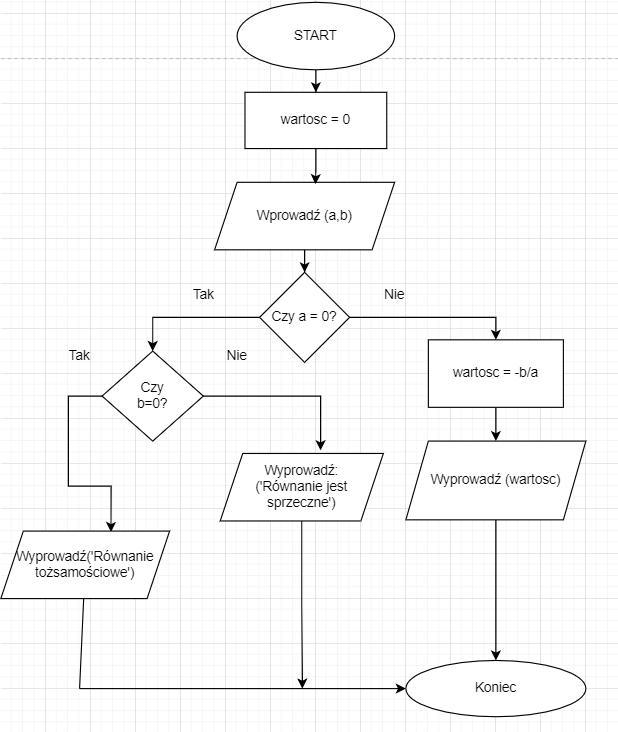 START
wartosc = 0
Wprowadź (a,b)
Czy a = 0?
Tak
Nie
Tak
Nie
Czy
b=0?
wartosc = -b/a
Wyprowadź:
('Równanie jest
sprzeczne')
Wyprowadź (wartosc)
Wyprowadź('Równanie
tożsamościowe')
Koniec